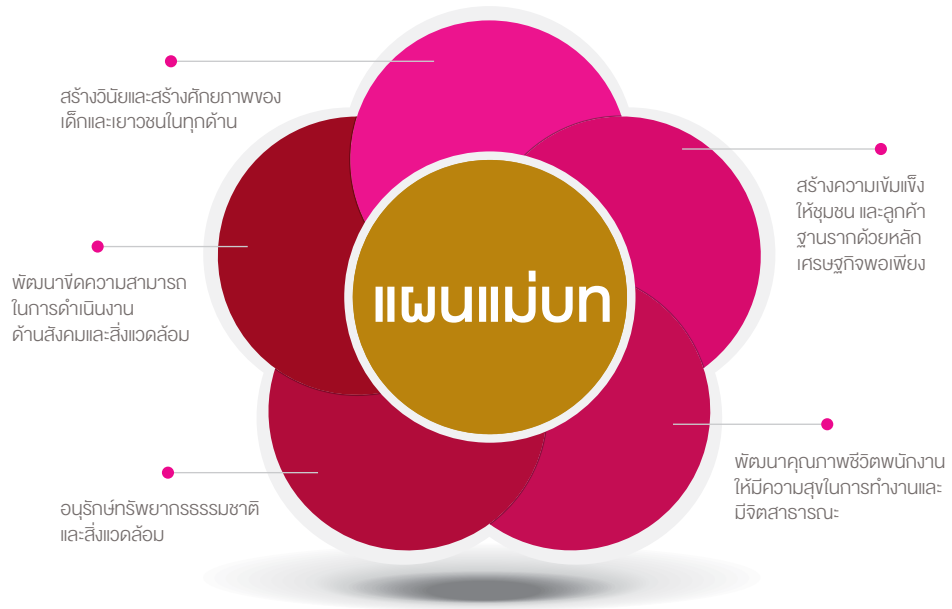 สร้างวินัยและสร้างศักยภาพของ
เด็กและเยาวชนในทุกด้าน
สร้างความเข้มแข็ง
ให้ชุมชน และลูกค้า
ฐานรากด้วยหลัก
เศรษฐกิจพอเพียง
พัฒนาขีดความสามารถ
ในการดำเนินงาน
ด้านสังคมและสิ่งแวดล้อม
แผนแม่บท
พัฒนาคุณภาพชีวิตพนักงาน
ให้มีความสุขในการทำงานและ
มีจิตสาธารณะ
อนุรักษ์ทรัพยากรธรรมชาติ
และสิ่งแวดล้อม